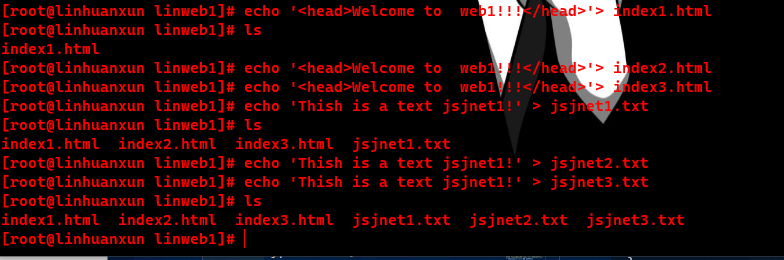 [root@linhuanxun linweb1]# echo '<head>Welcome to  web1!!!</head>'> index1.html
[root@linhuanxun linweb1]# ls
index1.html
[root@linhuanxun linweb1]# echo '<head>Welcome to  web1!!!</head>'> index2.html
[root@linhuanxun linweb1]# echo '<head>Welcome to  web1!!!</head>'> index3.html
[root@linhuanxun linweb1]# echo 'Thish is a text jsjnet1!' > jsjnet1.txt
[root@linhuanxun linweb1]# ls
index1.html  index2.html  index3.html  jsjnet1.txt
[root@linhuanxun linweb1]# echo 'Thish is a text jsjnet1!' > jsjnet2.txt
[root@linhuanxun linweb1]# echo 'Thish is a text jsjnet1!' > jsjnet3.txt
[root@linhuanxun linweb1]# ls
index1.html  index2.html  index3.html  jsjnet1.txt  jsjnet2.txt  jsjnet3.txt
[root@linhuanxun linweb1]#